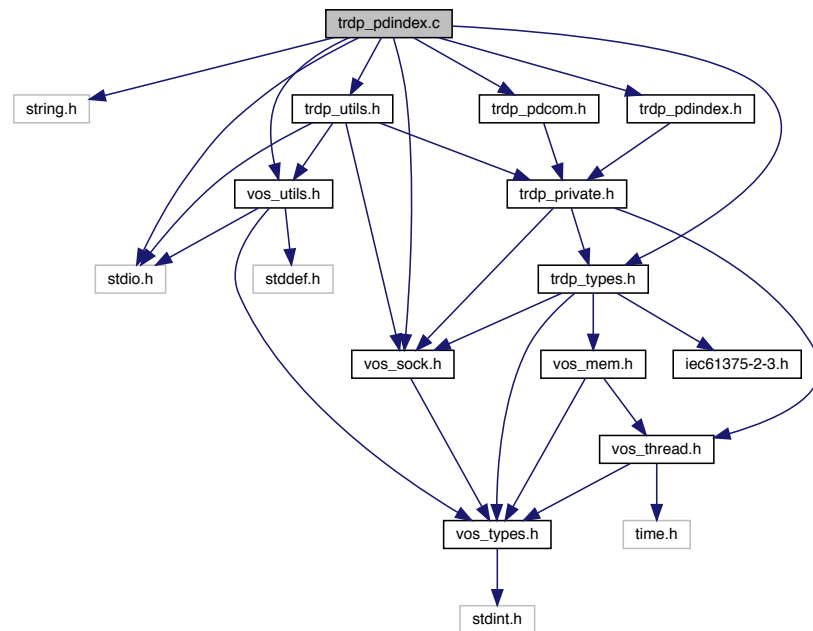 trdp_pdindex.c
string.h
trdp_utils.h
trdp_pdcom.h
trdp_pdindex.h
vos_utils.h
trdp_private.h
stdio.h
stddef.h
trdp_types.h
vos_sock.h
vos_mem.h
iec61375-2-3.h
vos_thread.h
vos_types.h
time.h
stdint.h